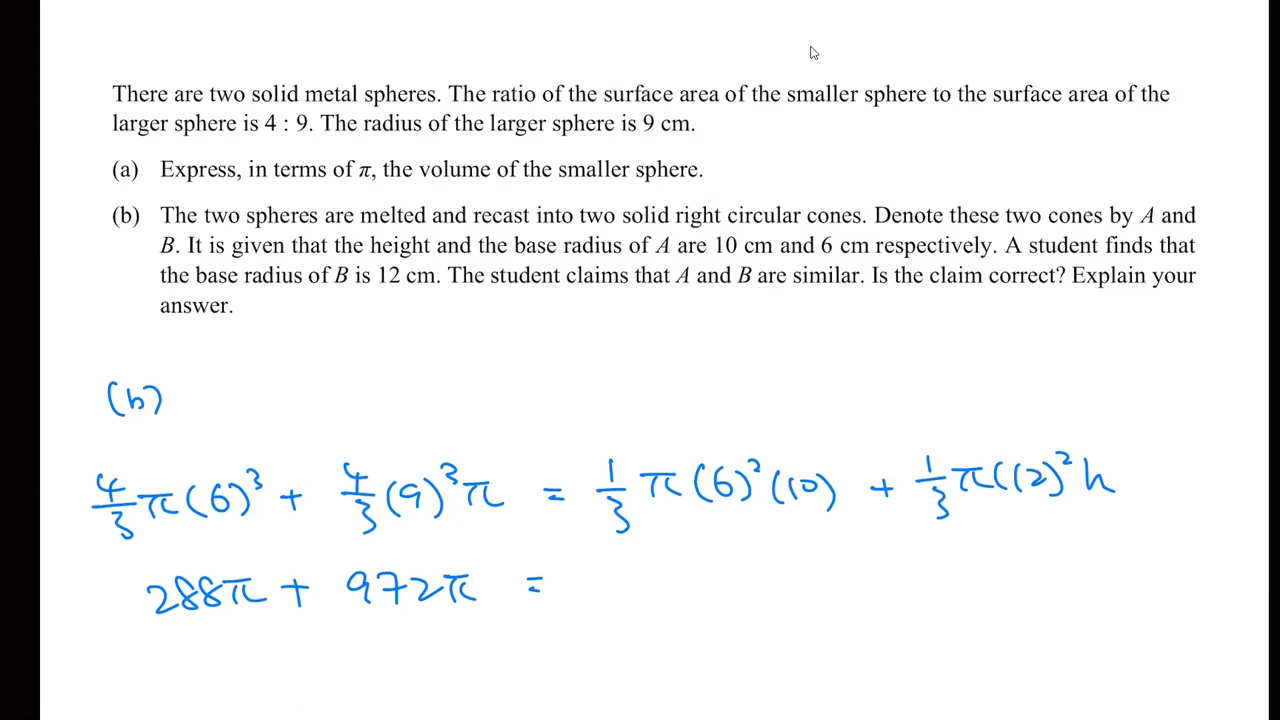 There are two solid metal spheres. The ratio of the surface area of the smaller sphere to the surface area of the
larger sphere is 4 : 9. The radius of the larger sphere is 9 cm.
(a) Express, in terms of π, the volume of the smaller sphere.
(b) The two spheres are melted and recast into two solid right circular cones. Denote these two cones by A and
B. It is given that the height and the base radius of A are 10 cm and 6 cm respectively. A student finds that
the base radius of B is 12 cm. The student claims that A and B are similar. Is the claim correct? Explain your
answer.
(b)
4/3 π(6)³ + 4/3 (9)³π = 1/3 π(6)²(10) + 1/3 π(12)²h
288π + 972π =